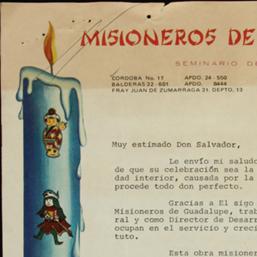 MISIONEROS DE
SEMINARIO DE
CORDOBA No. 17 APDO. 24-550
BALDERAS 32-601 APDO. 8444
FRAY JUAN DE ZUMARRAGA 21, DEPTO. 13
Muy estimado Don Salvador,
Le envío mi salud
de que su celebración sea la
dad interior, causada por la
procede todo don perfecto.
Gracias a El sigo
Misioneros de Guadalupe, trab
ral y como Director de Desarr
ocupan en el servicio y creci
tuto.
Esta obra misioner